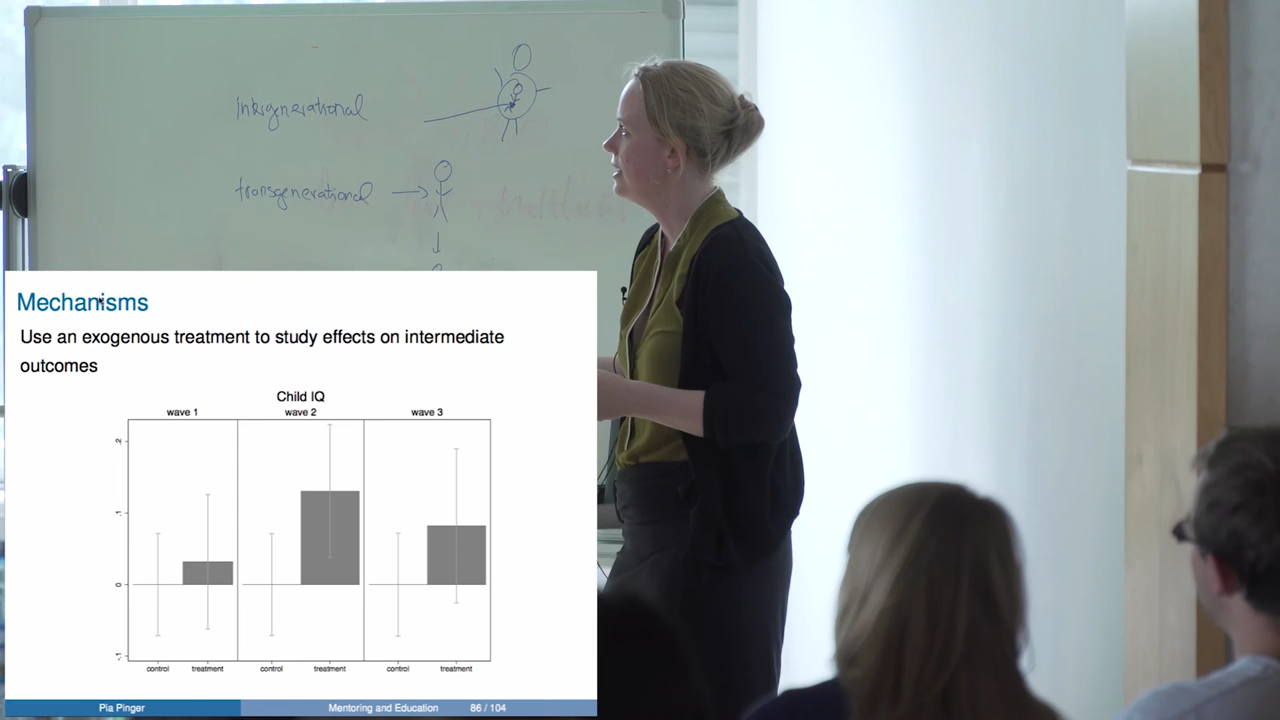 intergenerational
transgenerational
Mechanisms
Use an exogenous treatment to study effects on intermediate
outcomes
Child IQ
wave 1 wave 2 wave 3
.2
.1
0
-.1
control treatment control treatment control treatment
Pia Pinger Mentoring and Education 86 / 104